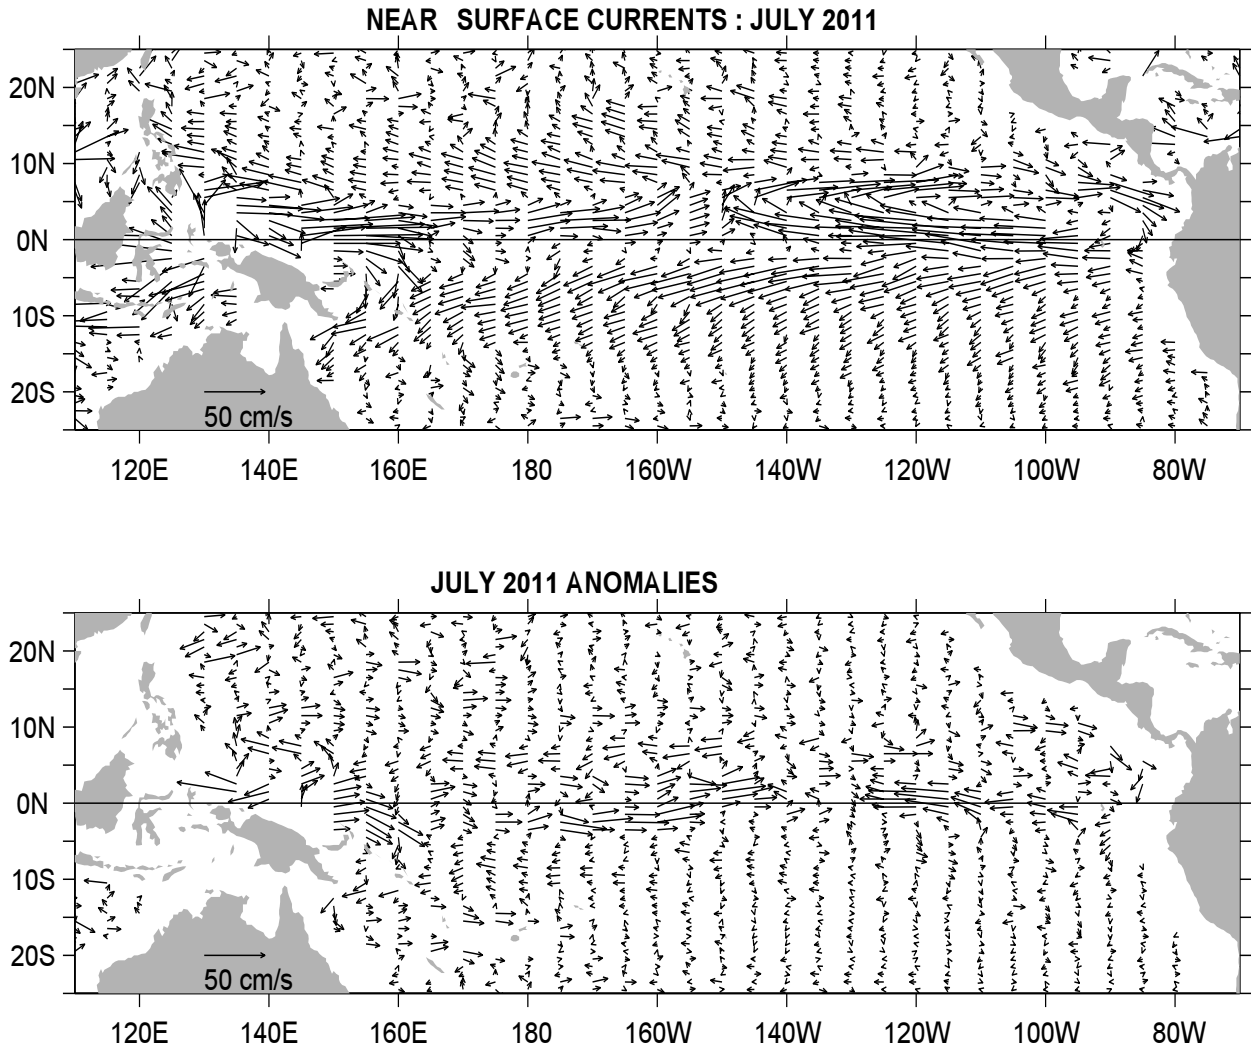 NEAR SURFACE CURRENTS : JULY 2011
20N
10N
0N
10S
20S
50 cm/s
120E 140E 160E 180 160W 140W 120W 100W 80W
JULY 2011 ANOMALIES
20N
10N
0N
10S
20S
50 cm/s
120E 140E 160E 180 160W 140W 120W 100W 80W